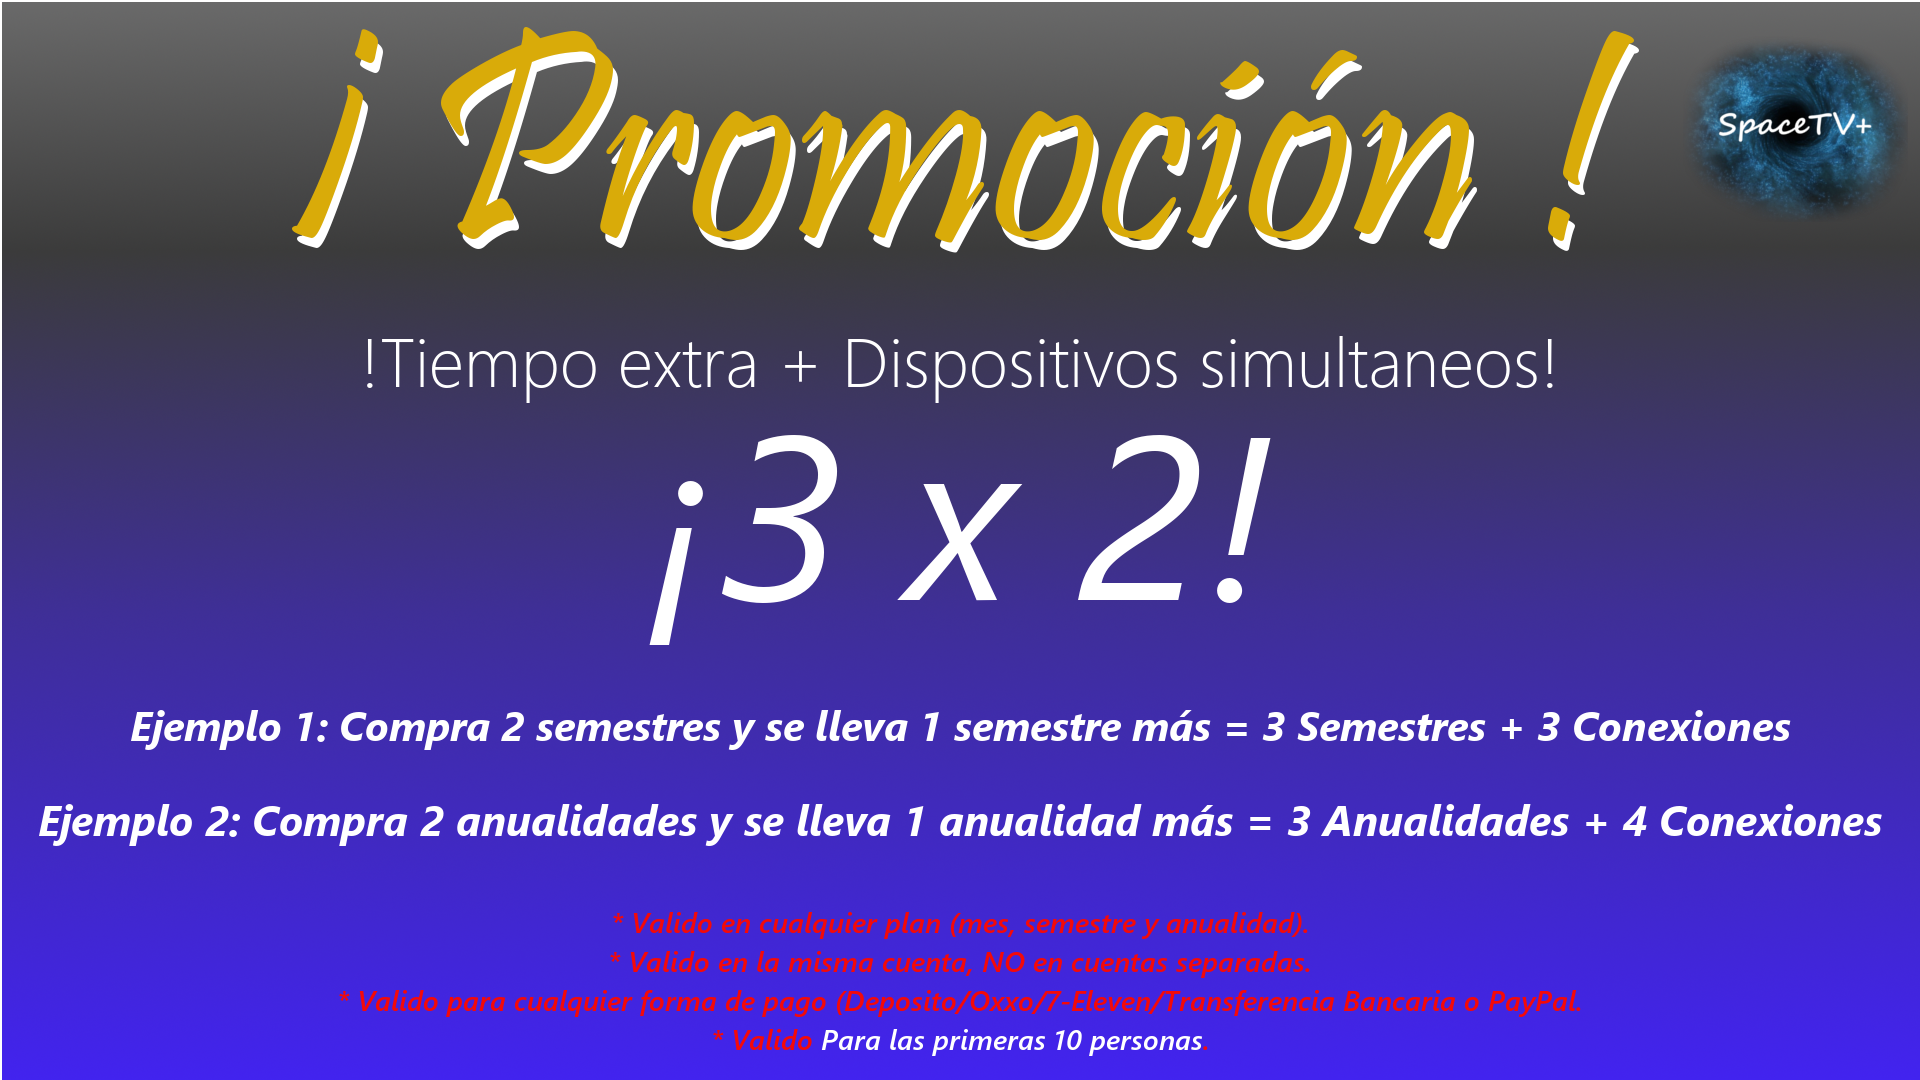 ¡ Promoción !
SpaceTV+
!Tiempo extra + Dispositivos simultaneos!
¡3 x 2!
Ejemplo 1: Compra 2 semestres y se lleva 1 semestre más = 3 Semestres + 3 Conexiones
Ejemplo 2: Compra 2 anualidades y se lleva 1 anualidad más = 3 Anualidades + 4 Conexiones
* Valido en cualquier plan (mes, semestre y anualidad).
* Valido en la misma cuenta, NO en cuentas separadas.
* Valido para cualquier forma de pago (Deposito/Oxxo/7-Eleven/Transferencia Bancaria o PayPal.
* Valido Para las primeras 10 personas.